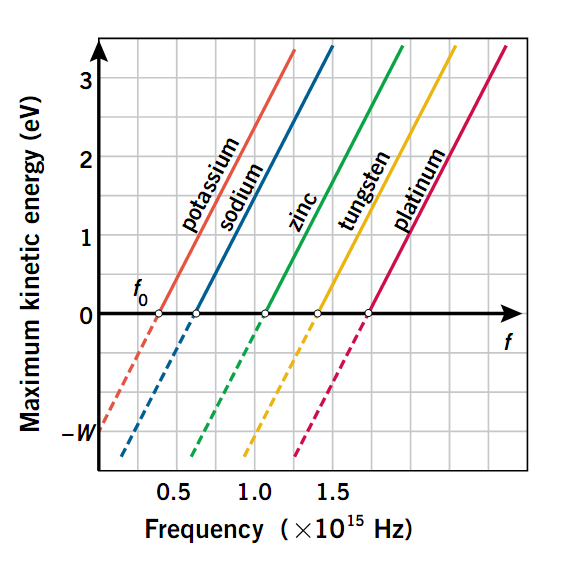 Maximum kinetic energy (eV)
3
2
1
0
–W
f₀
potassium
sodium
zinc
tungsten
platinum
f
0.5 1.0 1.5
Frequency (×10¹⁵ Hz)